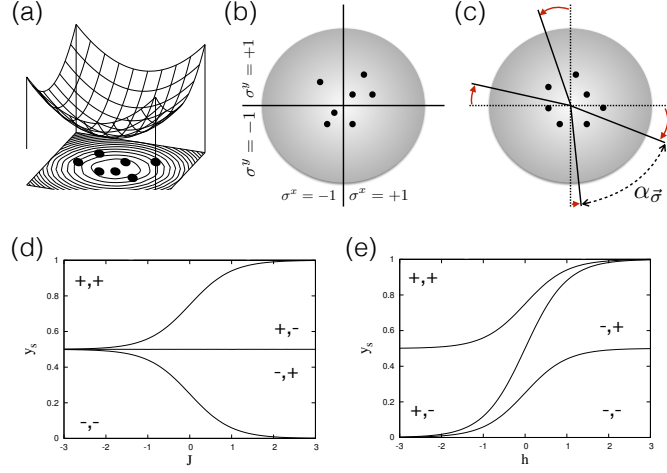 (a)
(b)
(c)
σ^y = −1 σ^y = +1
σ^x = −1 σ^x = +1
α_σ⃗
(d)
(e)
y_s
1
0.8
0.6
0.4
0.2
0
+,+
+,-
-,+
-,-
-3 -2 -1 0 1 2 3
J
y_s
1
0.8
0.6
0.4
0.2
0
+,+
-,+
+,-
-,-
-3 -2 -1 0 1 2 3
h